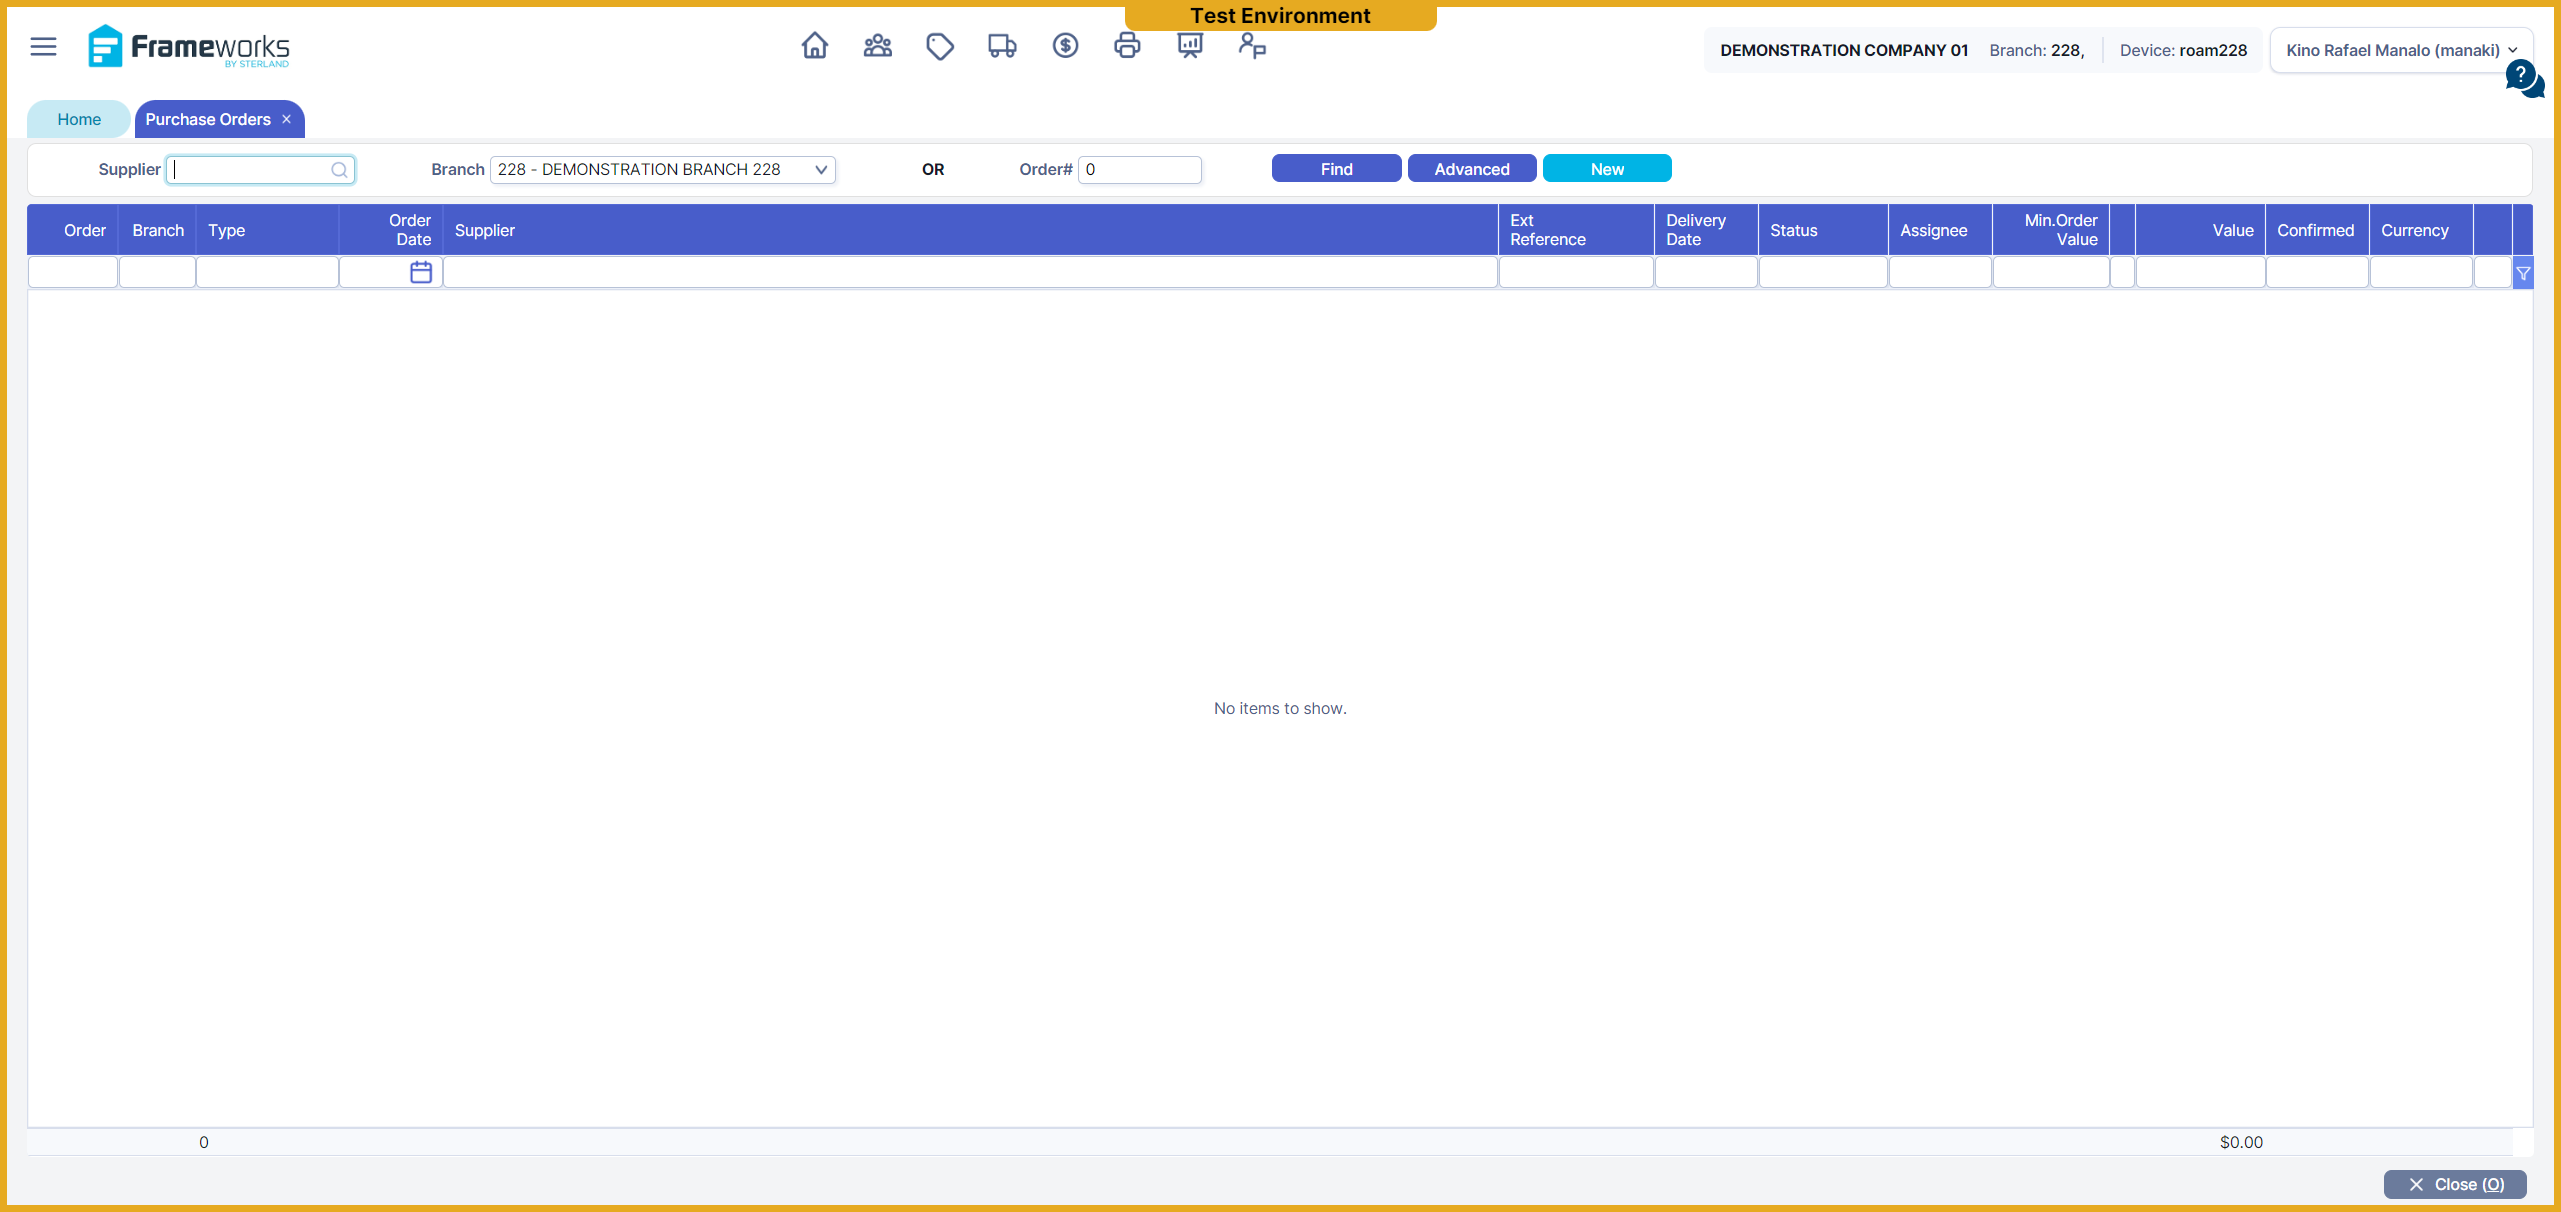 Test Environment
Frameworks
BY STERLAND
DEMONSTRATION COMPANY 01 Branch: 228, Device: roam228 Kino Rafael Manalo (manaki)
?
Home Purchase Orders ×
Supplier Branch 228 - DEMONSTRATION BRANCH 228 OR Order# 0 Find Advanced New
Order Branch Type Order Date Supplier Ext Reference Delivery Date Status Assignee Min.Order Value Value Confirmed Currency
No items to show.
0 $0.00
Close (O)